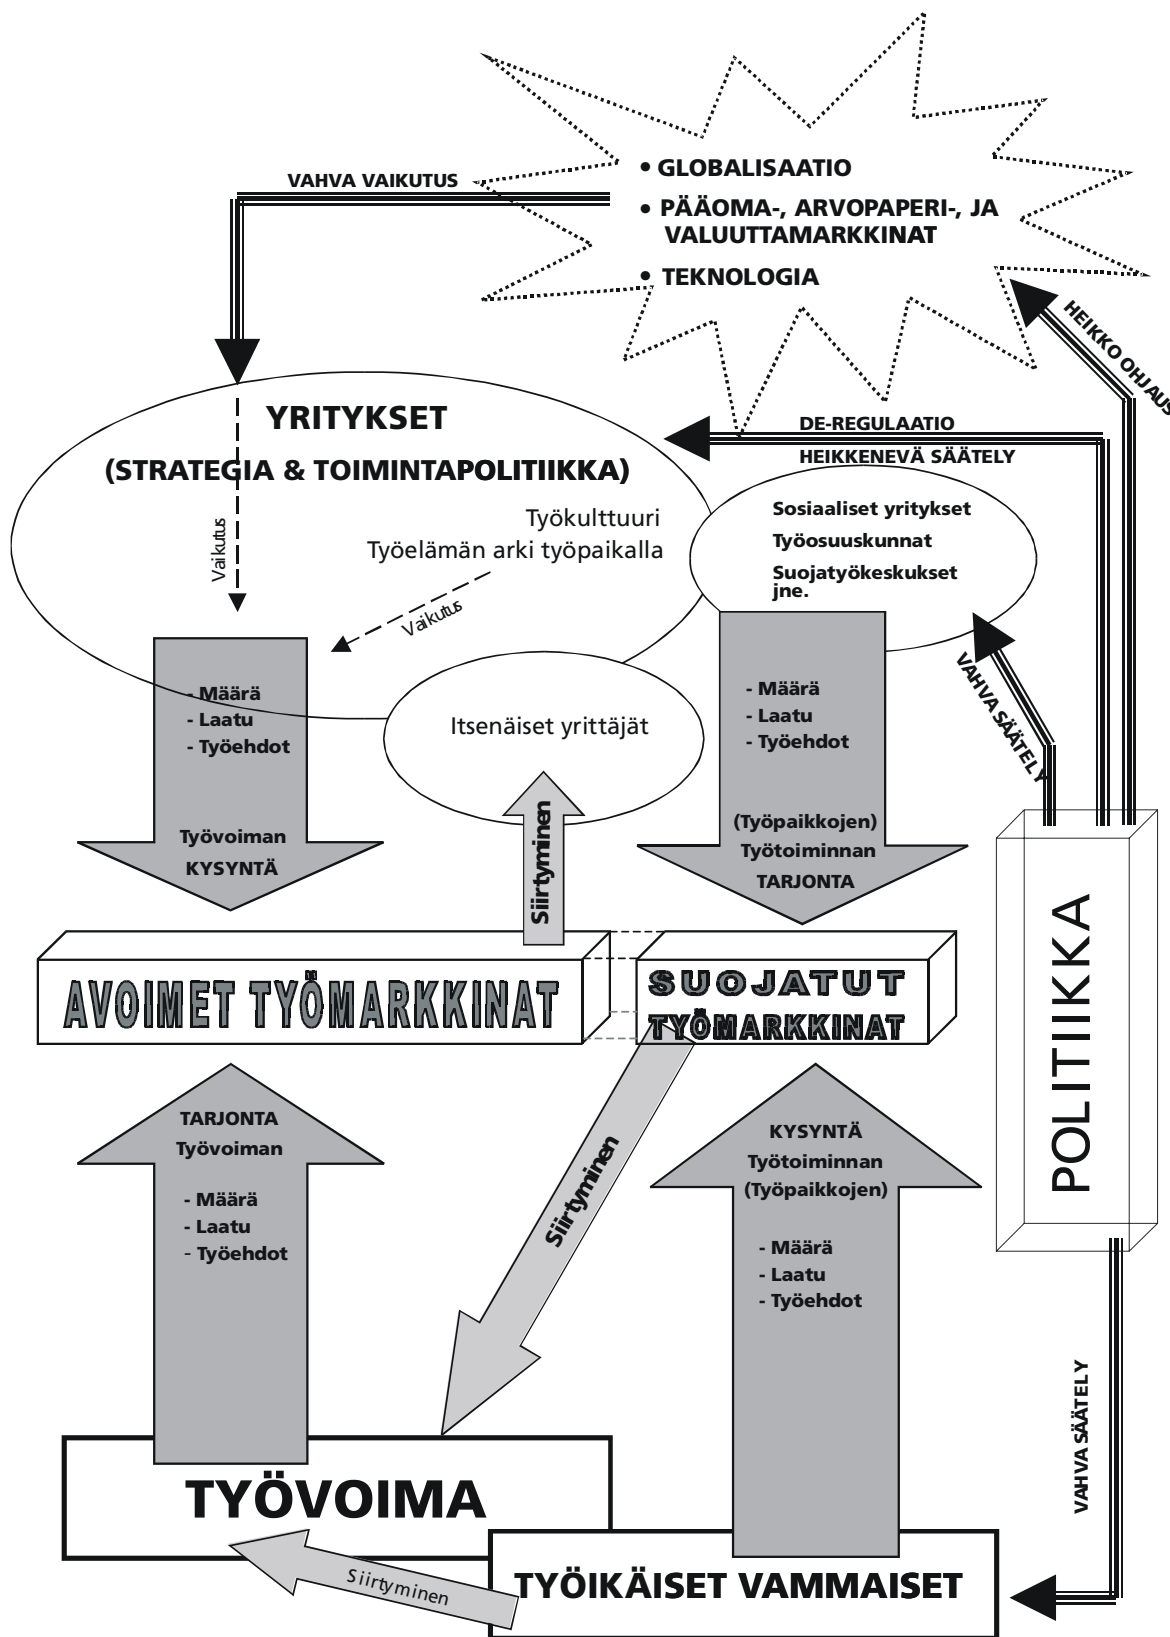 • GLOBALISAATIO
• PÄÄOMA-, ARVOPAPERI-, JA
VALUUTTAMARKKINAT
• TEKNOLOGIA
VAHVA VAIKUTUS
HEIKKO OHJAUS
DE-REGULAATIO
HEIKKENEVÄ SÄÄTELY
YRITYKSET
(STRATEGIA & TOIMINTAPOLITIIKKA)
Työkulttuuri
Työelämän arki työpaikalla
Vaikutus
Vaikutus
Sosiaaliset yritykset
Työosuuskunnat
Suojatyökeskukset
jne.
VAHVA SÄÄTELY
Itsenäiset yrittäjät
- Määrä
- Laatu
- Työehdot
Työvoiman
KYSYNTÄ
Siirtyminen
- Määrä
- Laatu
- Työehdot
(Työpaikkojen)
Työtoiminnan
TARJONTA
POLITIIKKA
AVOIMET TYÖMARKKINAT
SUOJATUT
TYÖMARKKINAT
TARJONTA
Työvoiman
- Määrä
- Laatu
- Työehdot
Siirtyminen
KYSYNTÄ
Työtoiminnan
(Työpaikkojen)
- Määrä
- Laatu
- Työehdot
VAHVA SÄÄTELY
TYÖVOIMA
Siirtyminen
TYÖIKÄISET VAMMAISET